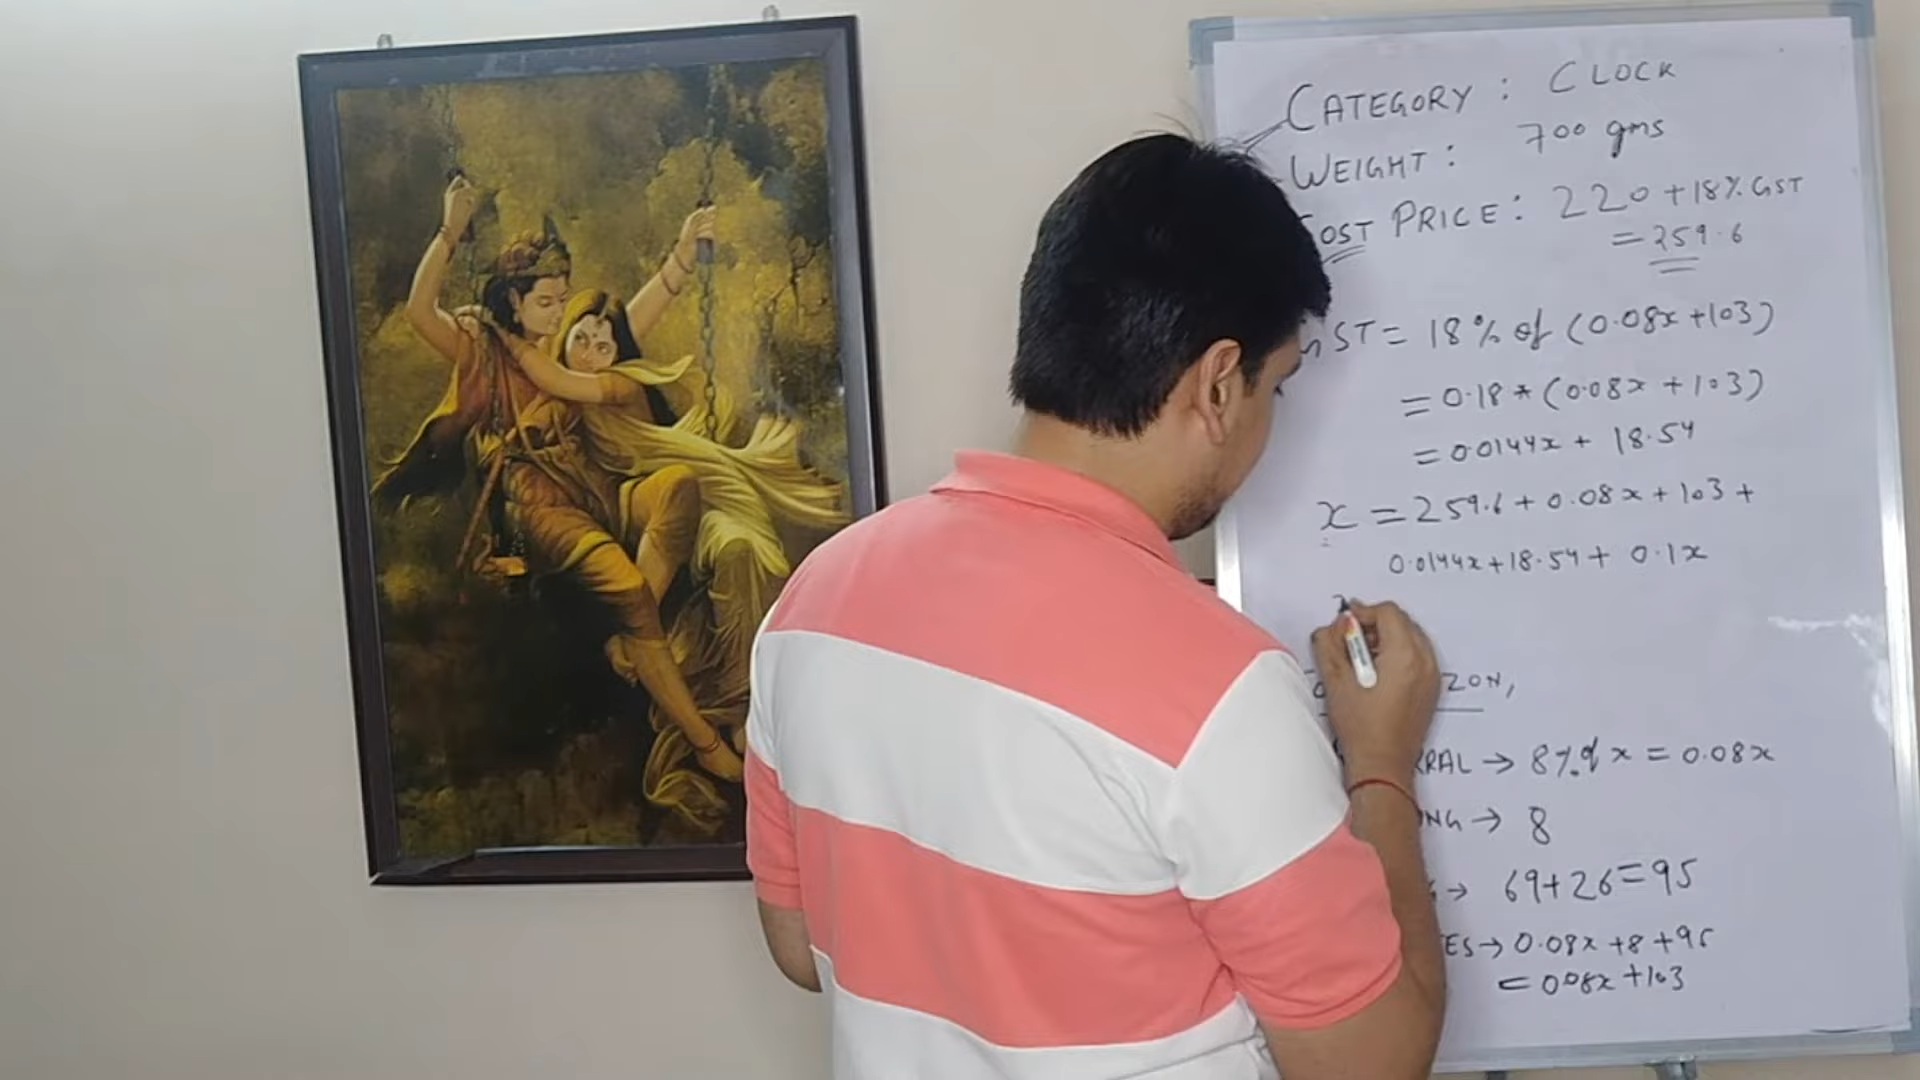 CATEGORY : CLOCK
WEIGHT : 700 gms
COST PRICE : 220 + 18% GST
= 259.6
GST = 18% of (0.08x + 103)
= 0.18 * (0.08x + 103)
= 0.0144x + 18.54
x = 259.6 + 0.08x + 103 +
0.0144x + 18.54 + 0.1x
ZON,
RRAL → 8% of x = 0.08x
NG → 8
G → 69+26=95
ES → 0.08x +8 +95
= 0.08x +103